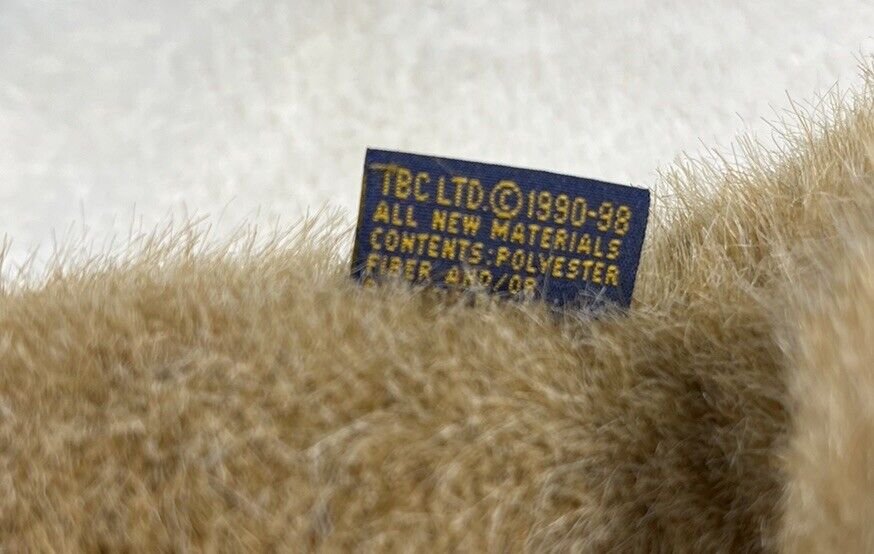 TBC LTD.©1990-98
ALL NEW MATERIALS
CONTENTS:POLYESTER
FIBER AND/OR